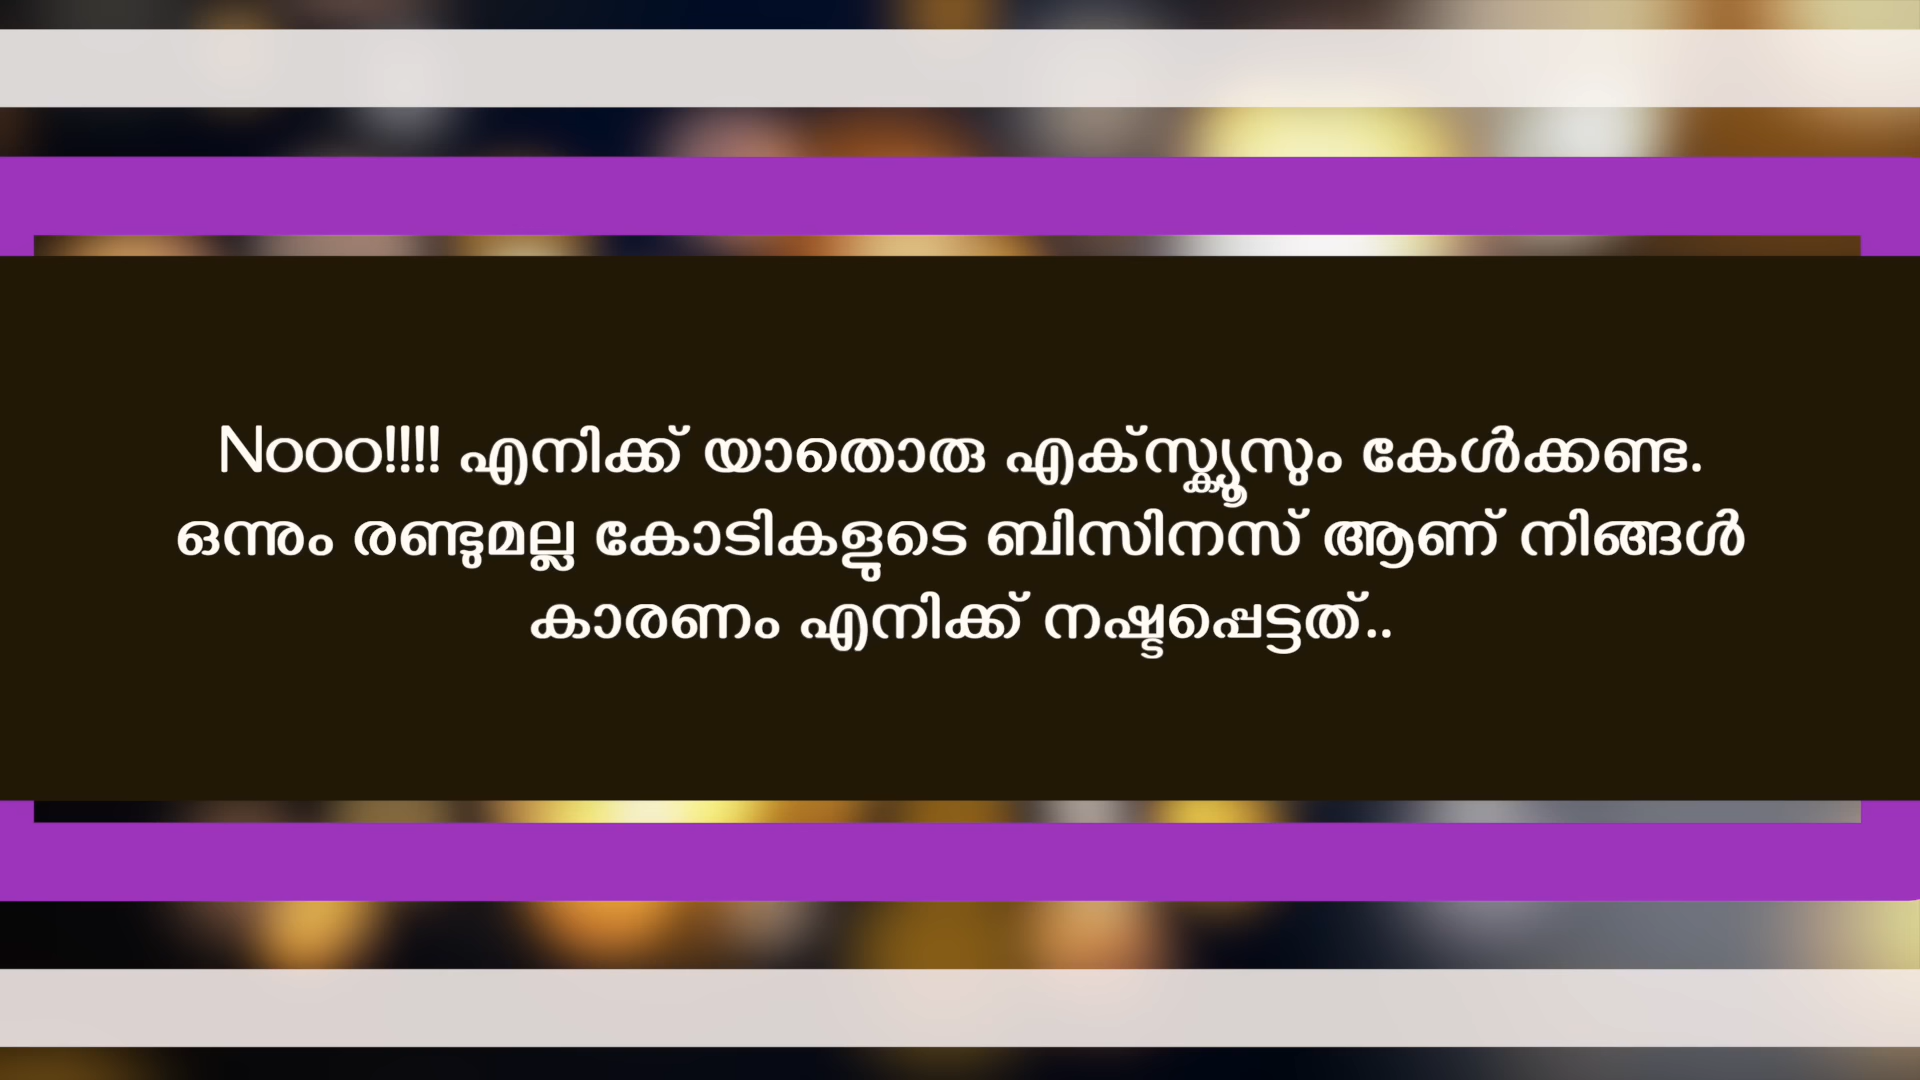 Nooo!!!! എനിക്ക് യാതൊരു എക്സ്ക്യൂസും കേൾക്കണ്ട.
ഒന്നും രണ്ടുമല്ല കോടികളുടെ ബിസിനസ് ആണ് നിങ്ങൾ
കാരണം എനിക്ക് നഷ്ടപ്പെട്ടത്..